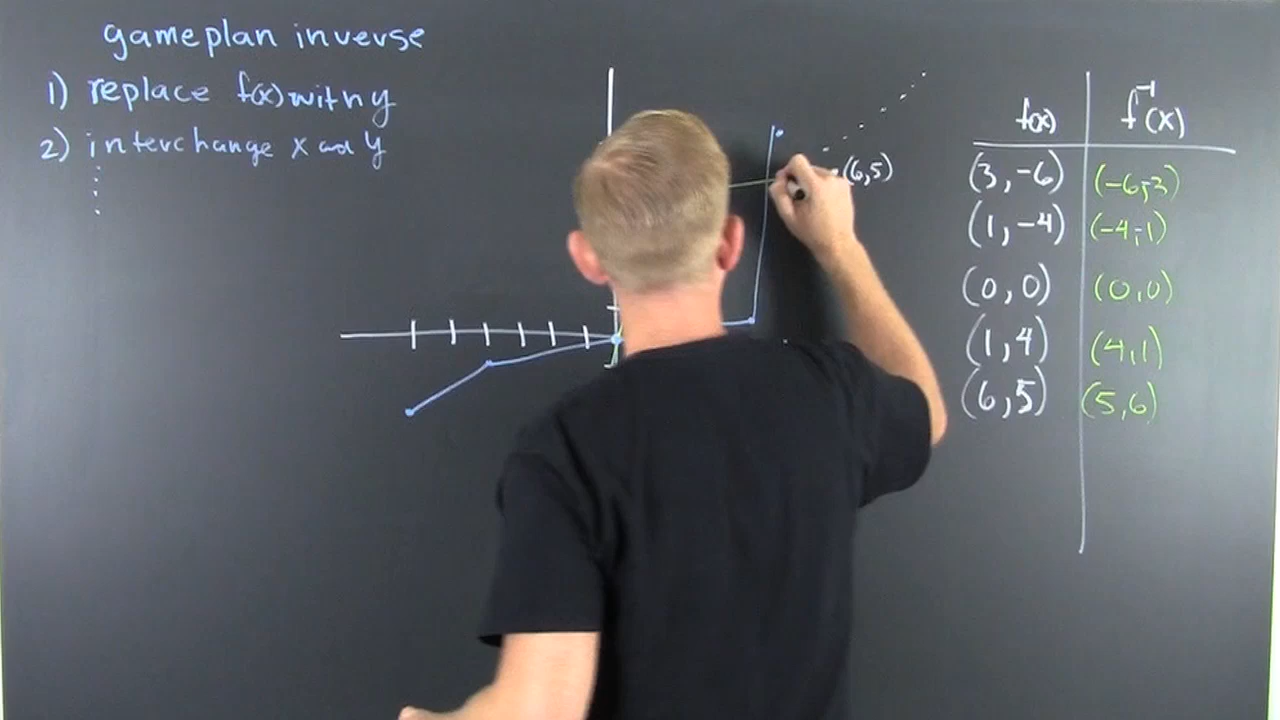 gameplan inverse
1) replace f(x) with y
2) interchange x and y
(6,5)
f(x) f⁻¹(x)
(3,-6) (-6,-3)
(1,-4) (-4,-1)
(0,0) (0,0)
(1,4) (4,1)
(6,5) (5,6)